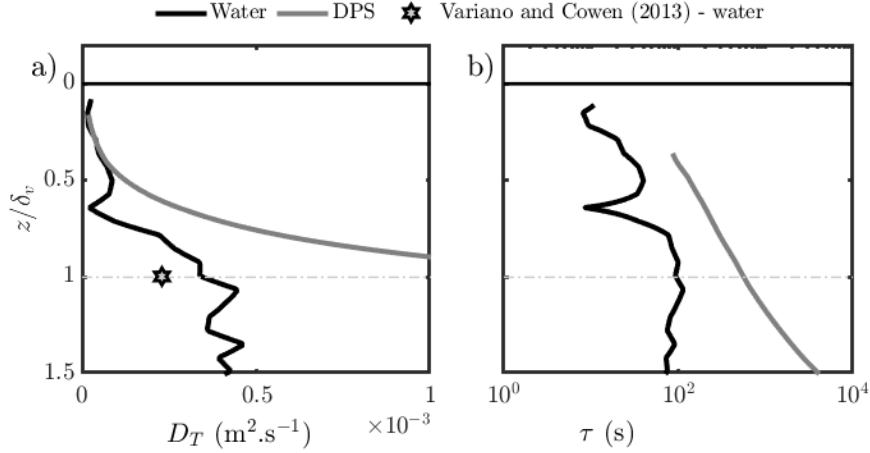 Water DPS Variano and Cowen (2013) - water
a) b)
0
0.5
1
1.5
z/δᵥ
0 0.5 1
×10⁻³
D_T (m².s⁻¹)
10⁰ 10² 10⁴
τ (s)